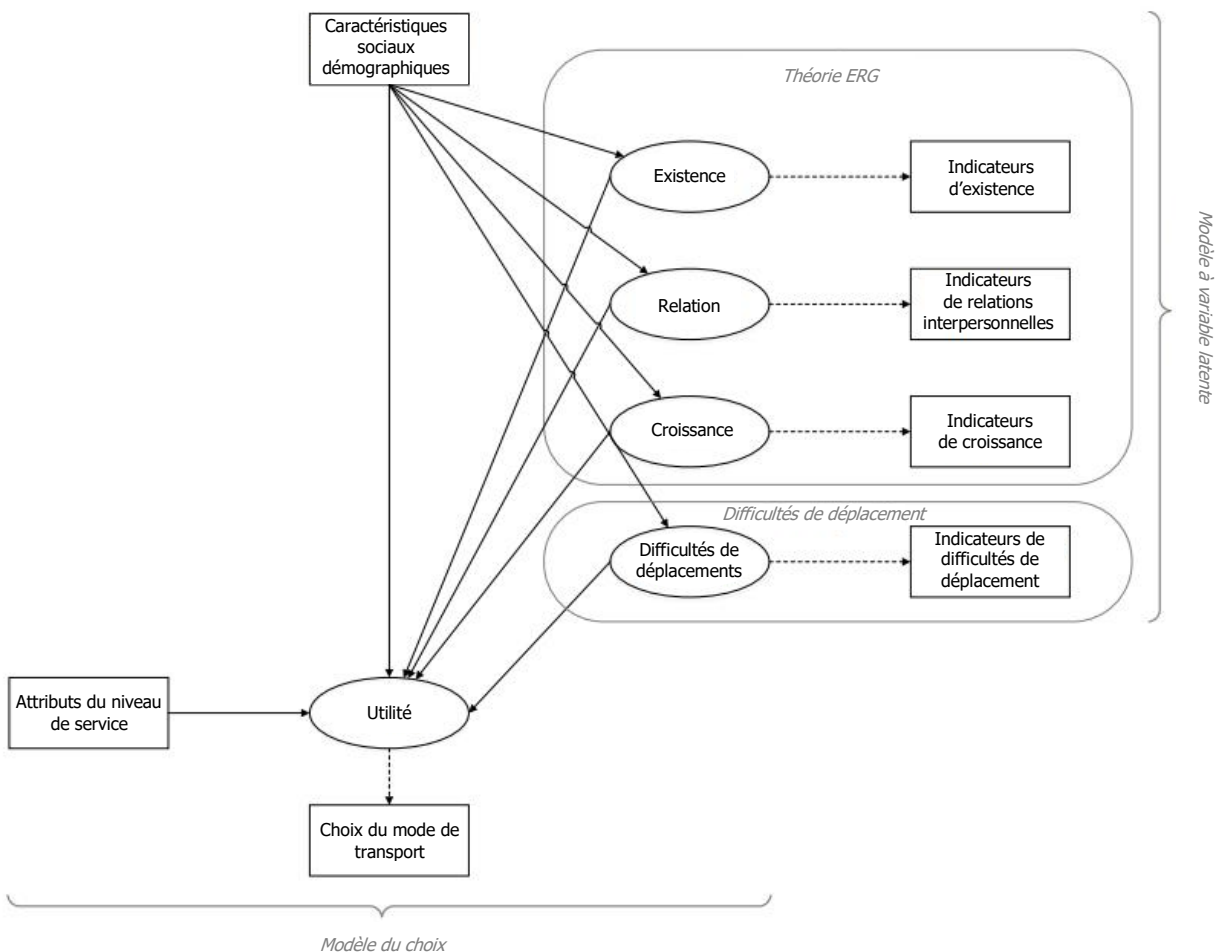 Caractéristiques
sociaux
démographiques
Théorie ERG
Existence
Indicateurs
d'existence
Relation
Indicateurs
de relations
interpersonnelles
Modèle à variable latente
Croissance
Indicateurs
de croissance
Difficultés de déplacement
Difficultés de
déplacements
Indicateurs de
difficultés de
déplacement
Attributs du niveau
de service
Utilité
Choix du mode de
transport
Modèle du choix